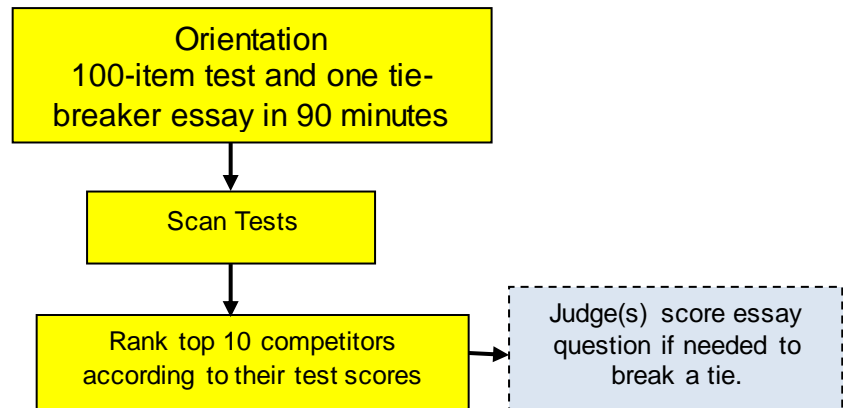 Orientation
100-item test and one tie-
breaker essay in 90 minutes
Scan Tests
Rank top 10 competitors
according to their test scores
Judge(s) score essay
question if needed to
break a tie.